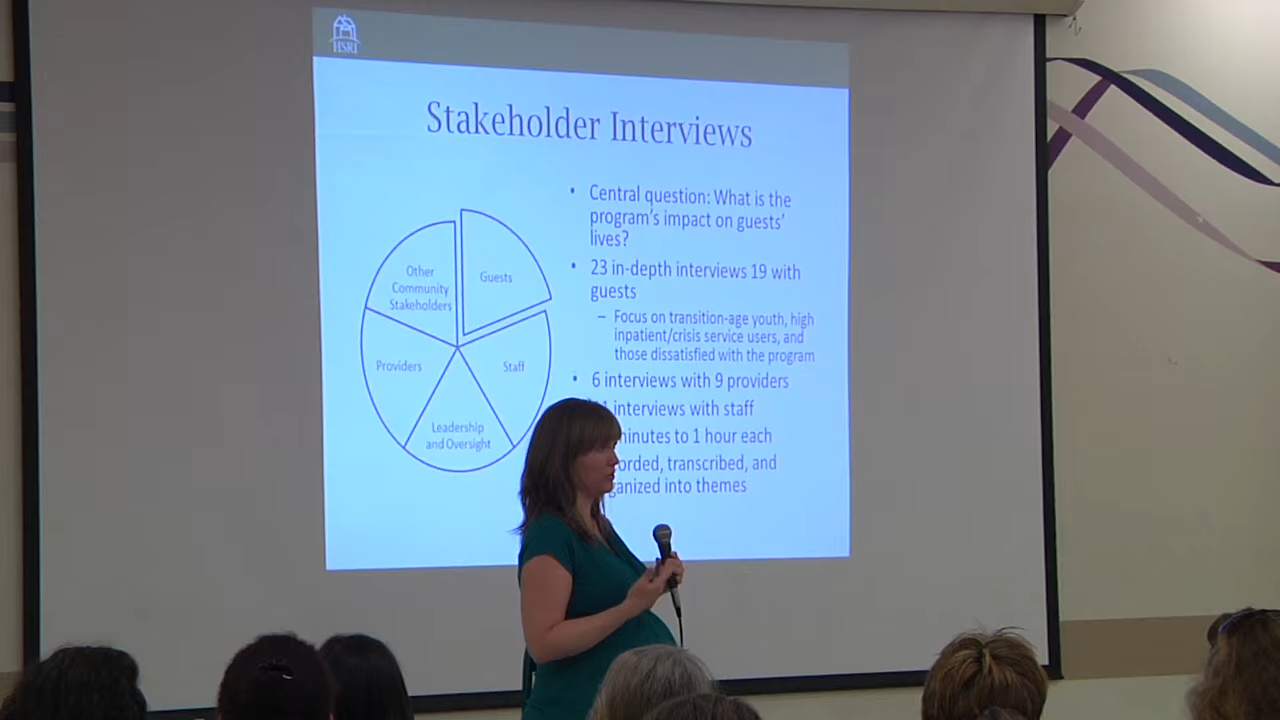 HSRI
Stakeholder Interviews
• Central question: What is the
program's impact on guests'
lives?
• 23 in-depth interviews 19 with
guests
– Focus on transition-age youth, high
inpatient/crisis service users, and
those dissatisfied with the program
• 6 interviews with 9 providers
interviews with staff
minutes to 1 hour each
transcribed, and
into themes
Other
Community
Stakeholders
Guests
Providers
Staff
Leadership
and Oversight